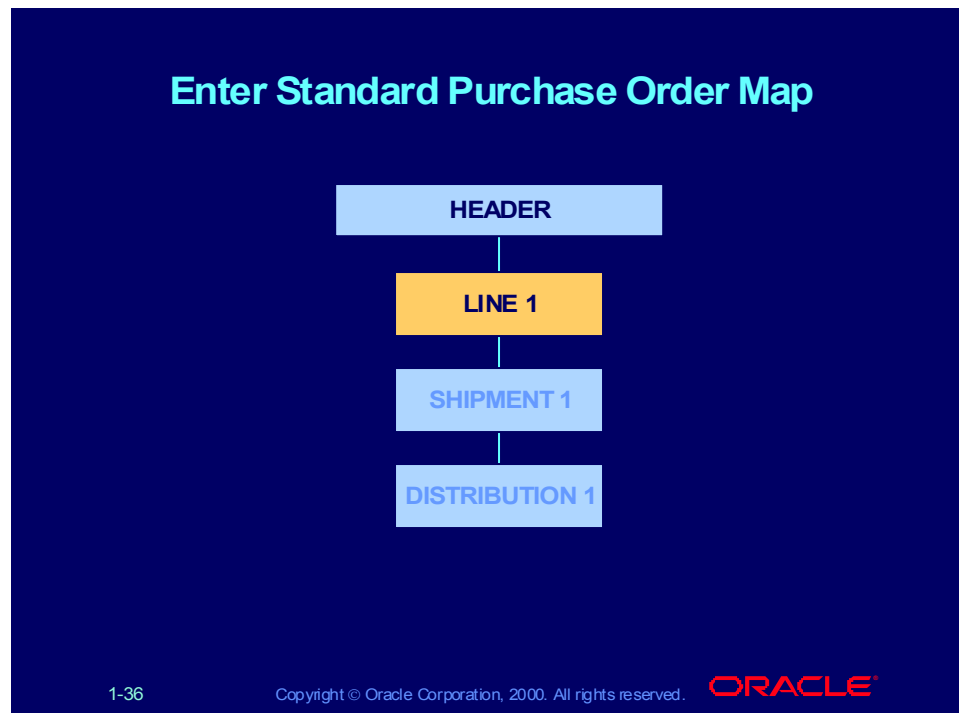 Enter Standard Purchase Order Map
HEADER
LINE 1
SHIPMENT 1
DISTRIBUTION 1
1-36 Copyright © Oracle Corporation, 2000. All rights reserved. ORACLE®